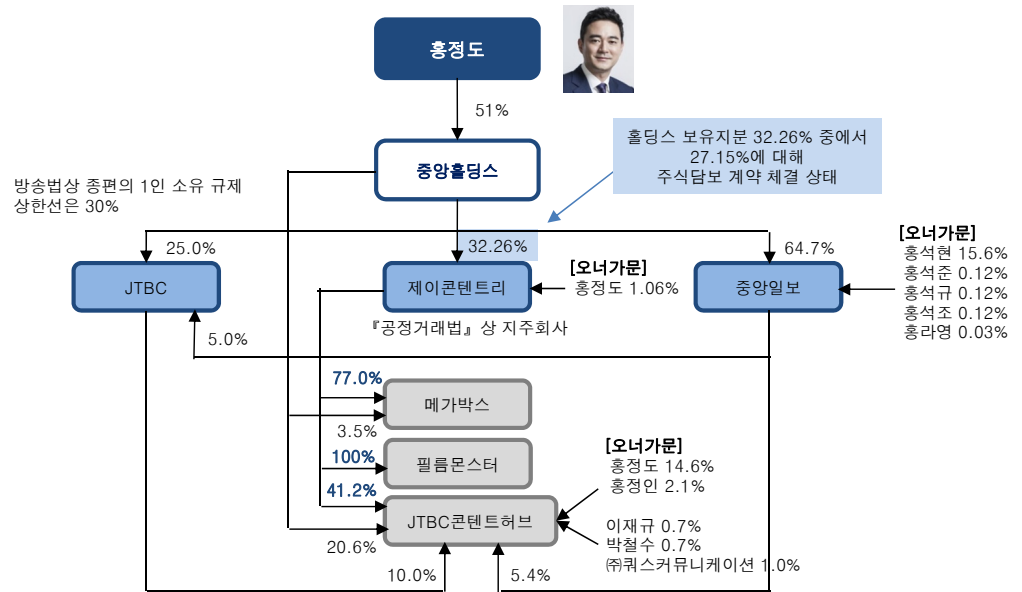 홍정도
51%
홀딩스 보유지분 32.26% 중에서
27.15%에 대해
주식담보 계약 체결 상태
중앙홀딩스
방송법상 종편의 1인 소유 규제
상한선은 30%
25.0%
32.26%
64.7%
[오너가문]
홍석현 15.6%
홍석준 0.12%
홍석규 0.12%
홍석조 0.12%
홍라영 0.03%
JTBC
제이콘텐트리
[오너가문]
홍정도 1.06%
중앙일보
『공정거래법』상 지주회사
5.0%
77.0%
메가박스
3.5%
100%
필름몬스터
41.2%
JTBC콘텐트허브
20.6%
[오너가문]
홍정도 14.6%
홍정인 2.1%
이재규 0.7%
박철수 0.7%
㈜쿼스커뮤니케이션 1.0%
10.0%
5.4%